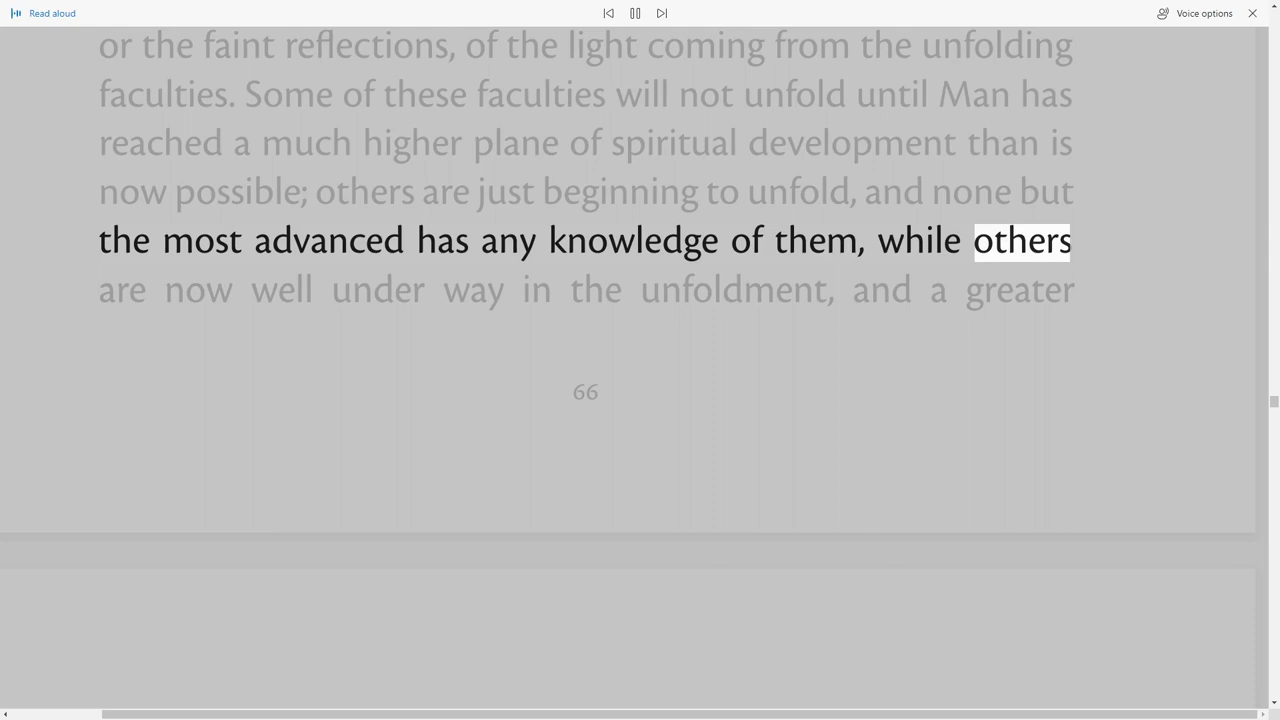 Read aloud
Voice options
or the faint reflections, of the light coming from the unfolding
faculties. Some of these faculties will not unfold until Man has
reached a much higher plane of spiritual development than is
now possible; others are just beginning to unfold, and none but
the most advanced has any knowledge of them, while others
are now well under way in the unfoldment, and a greater
66